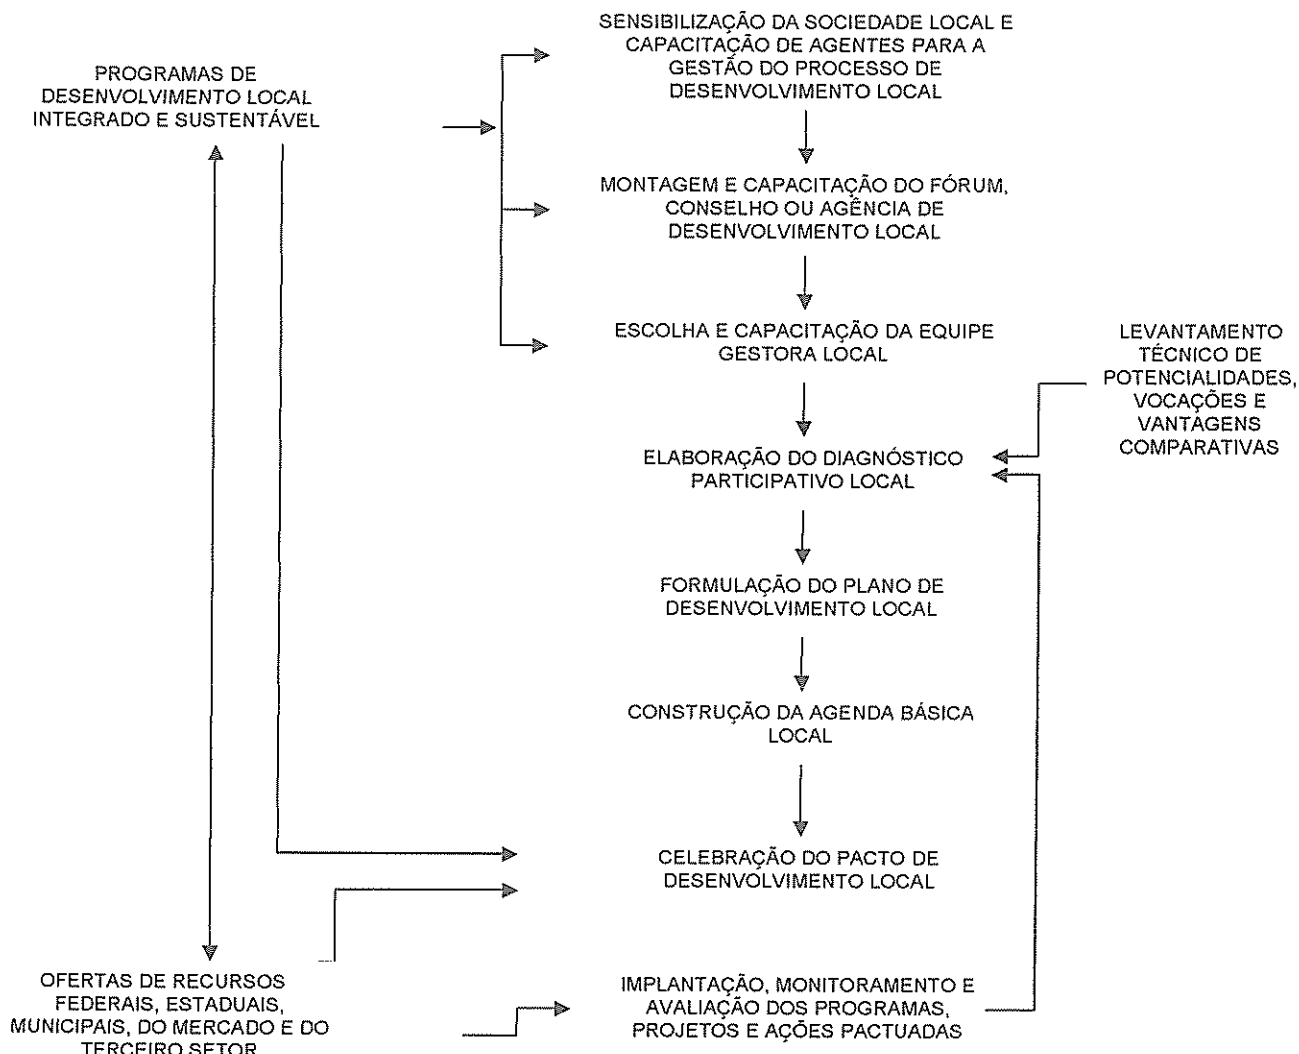 SENSIBILIZAÇÃO DA SOCIEDADE LOCAL E
CAPACITAÇÃO DE AGENTES PARA A
GESTÃO DO PROCESSO DE
DESENVOLVIMENTO LOCAL
PROGRAMAS DE
DESENVOLVIMENTO LOCAL
INTEGRADO E SUSTENTÁVEL
MONTAGEM E CAPACITAÇÃO DO FÓRUM,
CONSELHO OU AGÊNCIA DE
DESENVOLVIMENTO LOCAL
ESCOLHA E CAPACITAÇÃO DA EQUIPE
GESTORA LOCAL
LEVANTAMENTO
TÉCNICO DE
POTENCIALIDADES,
VOCAÇÕES E
VANTAGENS
COMPARATIVAS
ELABORAÇÃO DO DIAGNÓSTICO
PARTICIPATIVO LOCAL
FORMULAÇÃO DO PLANO DE
DESENVOLVIMENTO LOCAL
CONSTRUÇÃO DA AGENDA BÁSICA
LOCAL
CELEBRAÇÃO DO PACTO DE
DESENVOLVIMENTO LOCAL
OFERTAS DE RECURSOS
FEDERAIS, ESTADUAIS,
MUNICIPAIS, DO MERCADO E DO
TERCEIRO SETOR
IMPLANTAÇÃO, MONITORAMENTO E
AVALIAÇÃO DOS PROGRAMAS,
PROJETOS E AÇÕES PACTUADAS